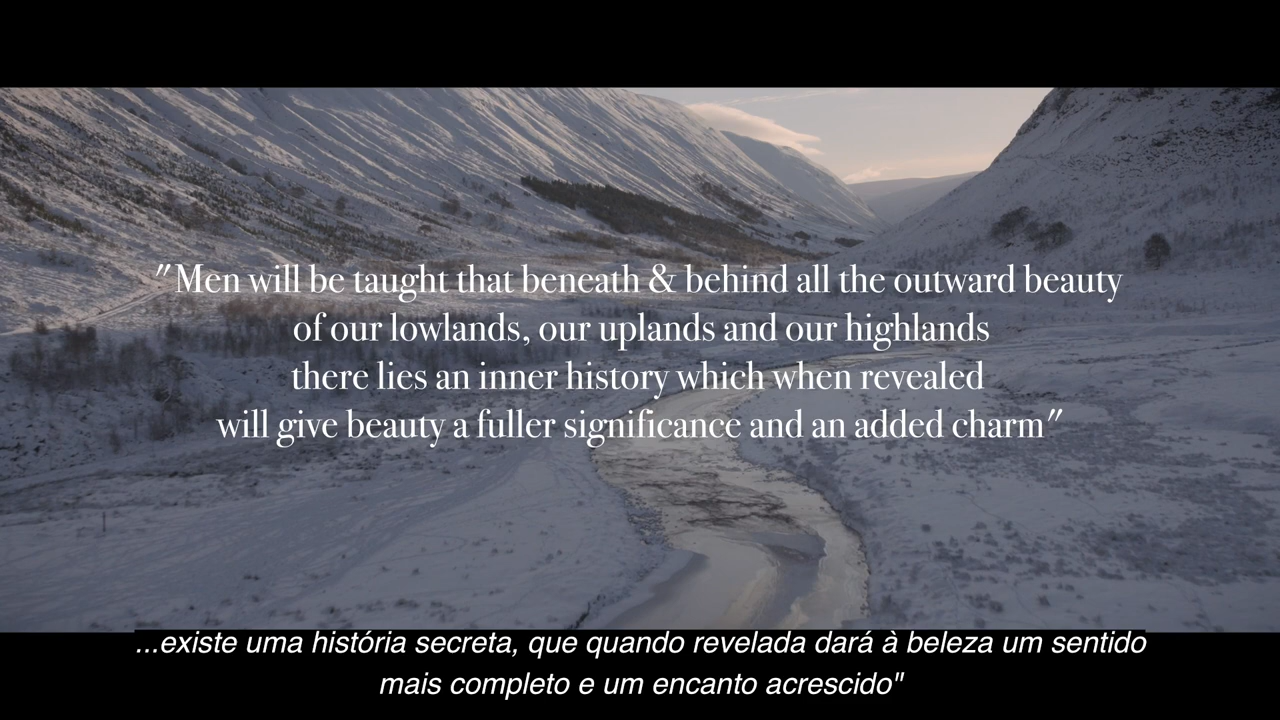 "Men will be taught that beneath & behind all the outward beauty
of our lowlands, our uplands and our highlands
there lies an inner history which when revealed
will give beauty a fuller significance and an added charm"
...existe uma história secreta, que quando revelada dará à beleza um sentido
mais completo e um encanto acrescido"